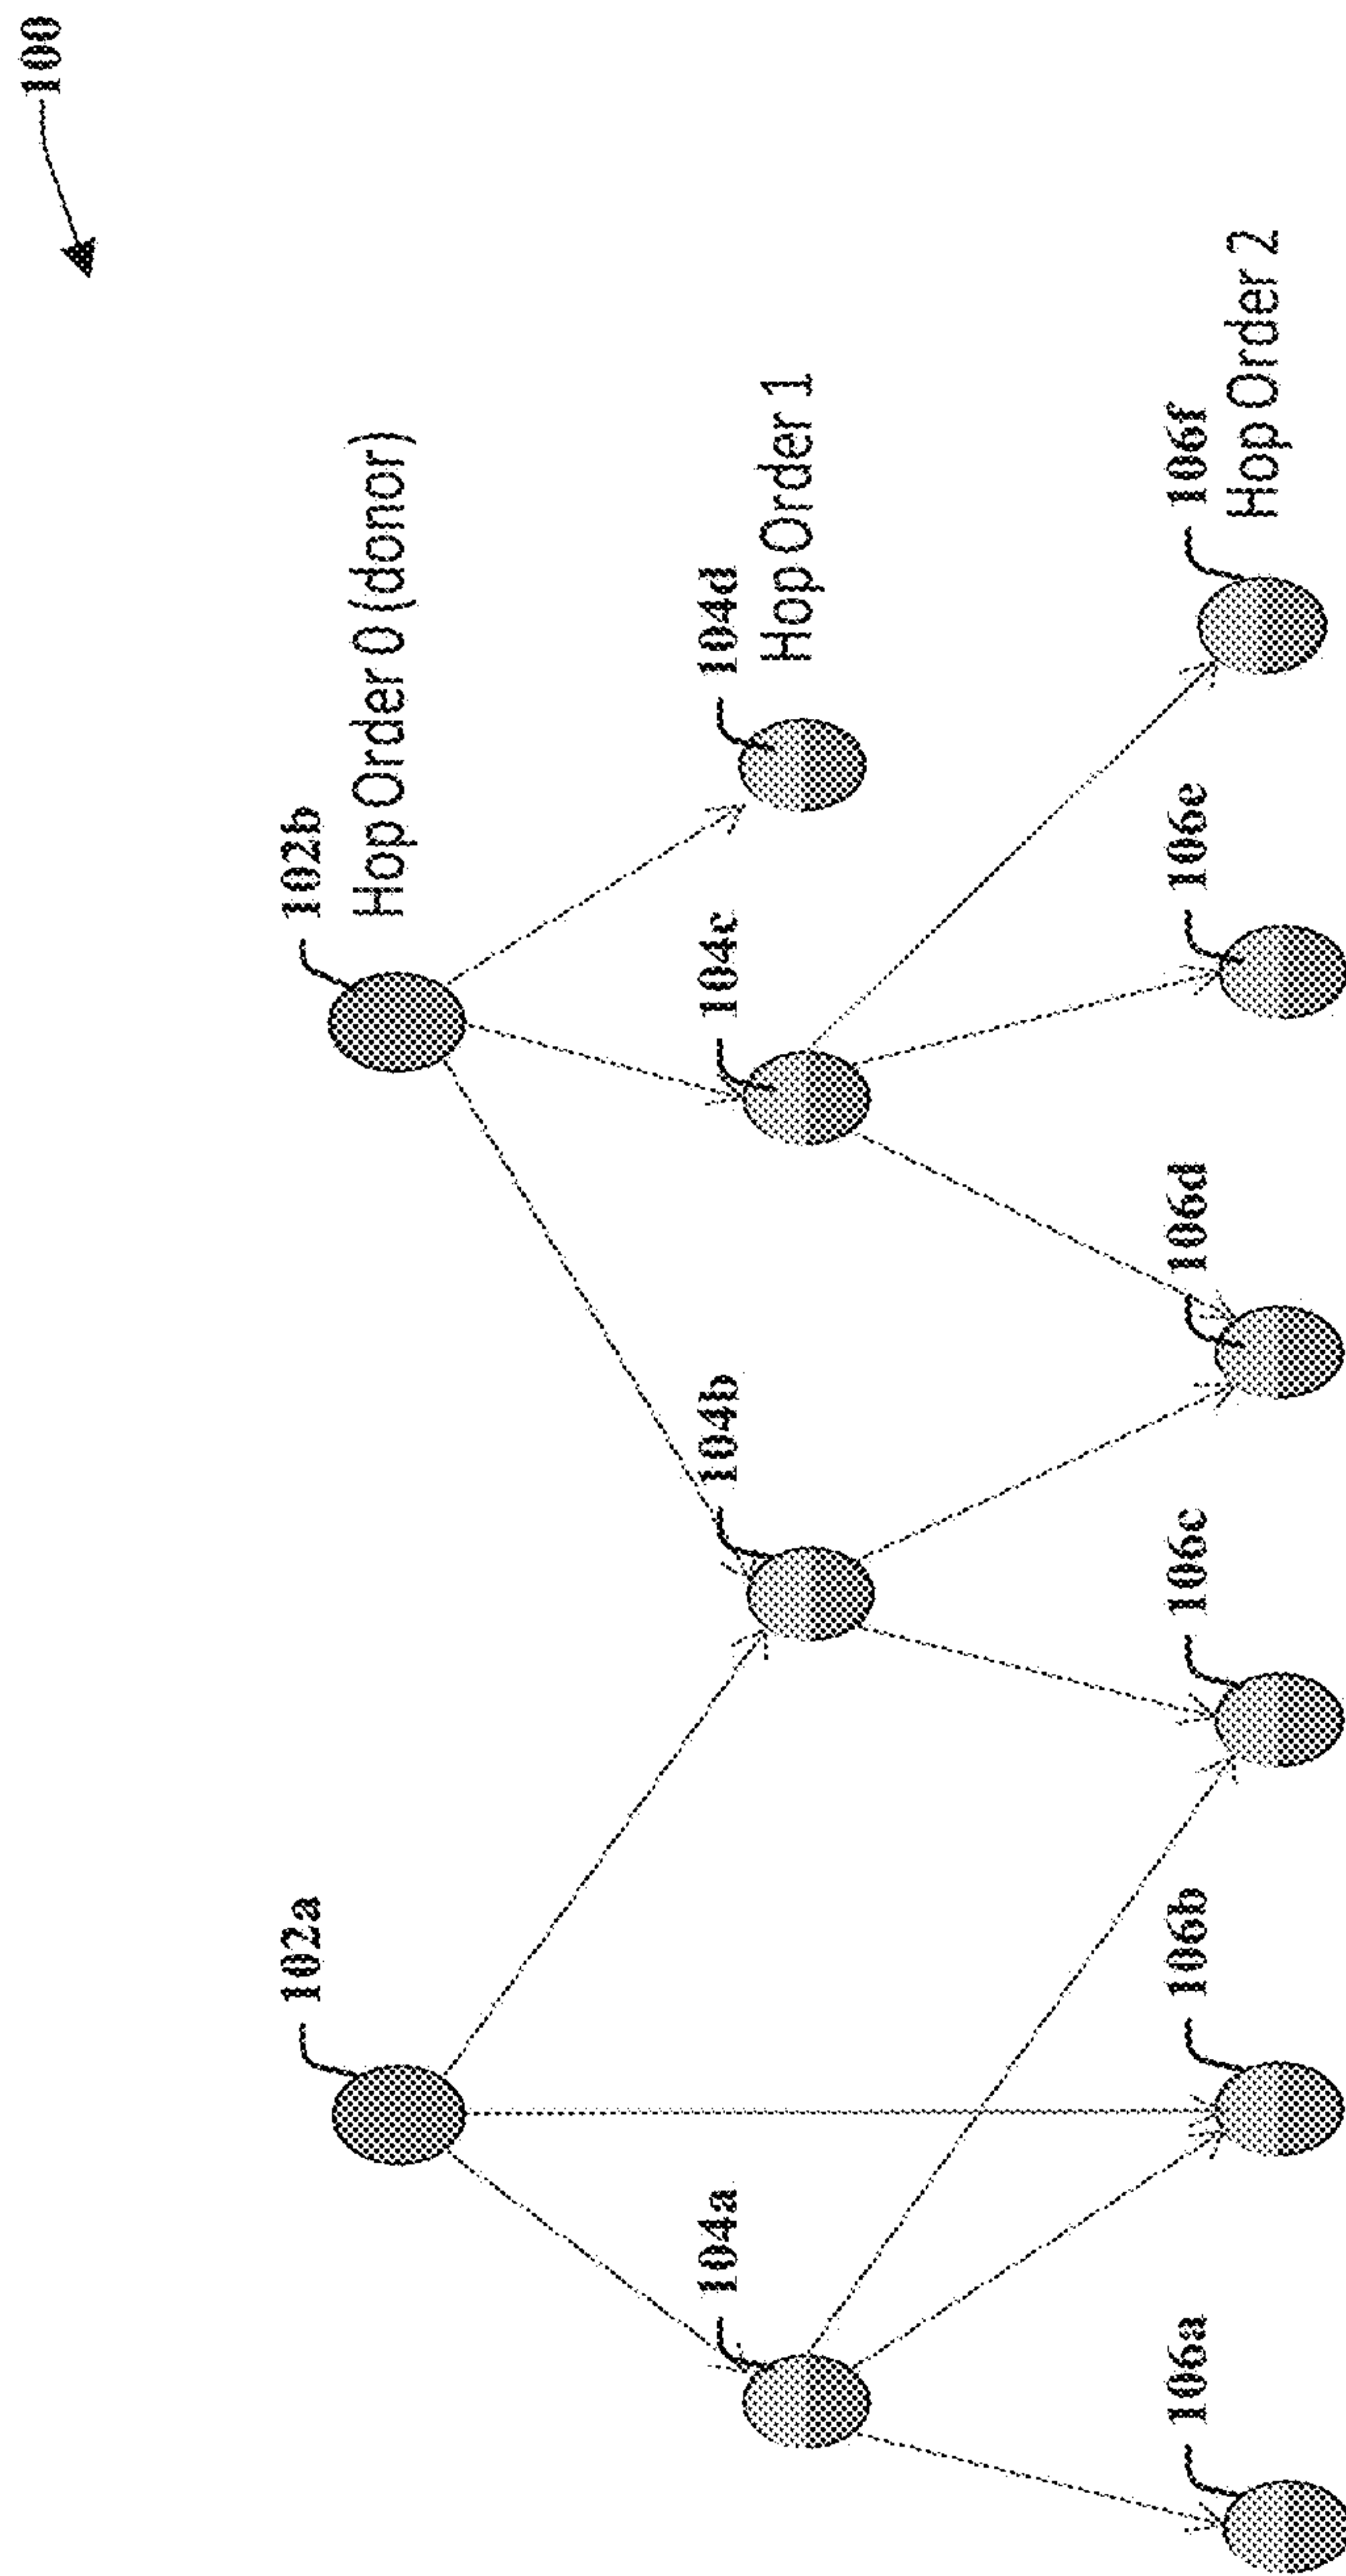 100
102a
102b
Hop Order 0 (donor)
104a
104b
104c
104d
Hop Order 1
106a
106b
106c
106d
106e
106f
Hop Order 2